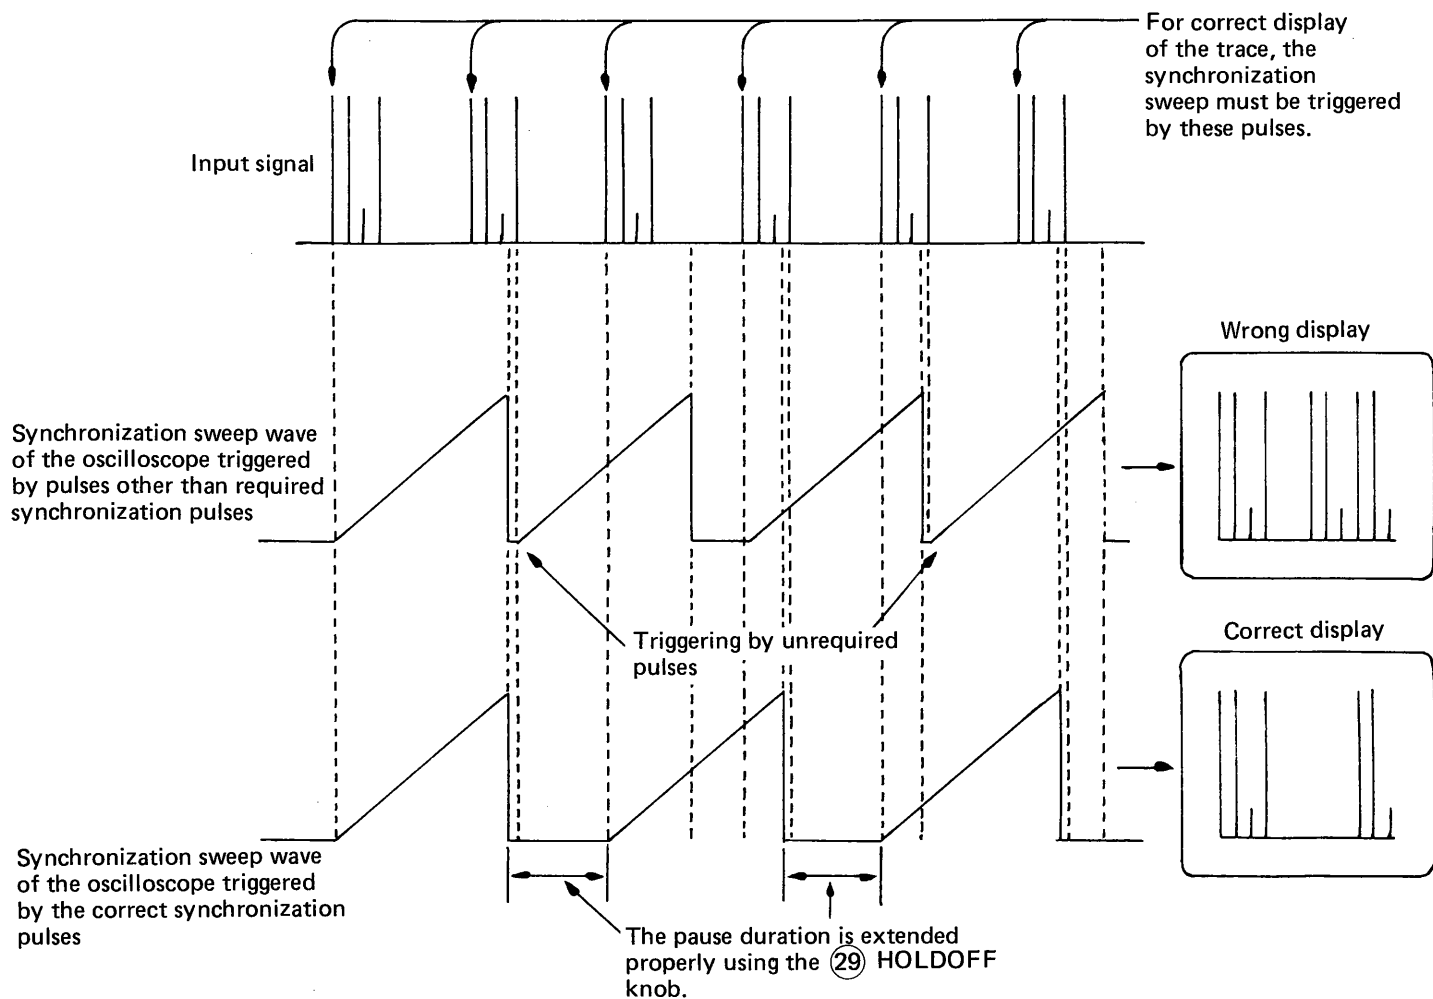 For correct display
of the trace, the
synchronization
sweep must be triggered
by these pulses.
Input signal
Wrong display
Synchronization sweep wave
of the oscilloscope triggered
by pulses other than required
synchronization pulses
Triggering by unrequired
pulses
Correct display
Synchronization sweep wave
of the oscilloscope triggered
by the correct synchronization
pulses
The pause duration is extended
properly using the 29 HOLDOFF
knob.